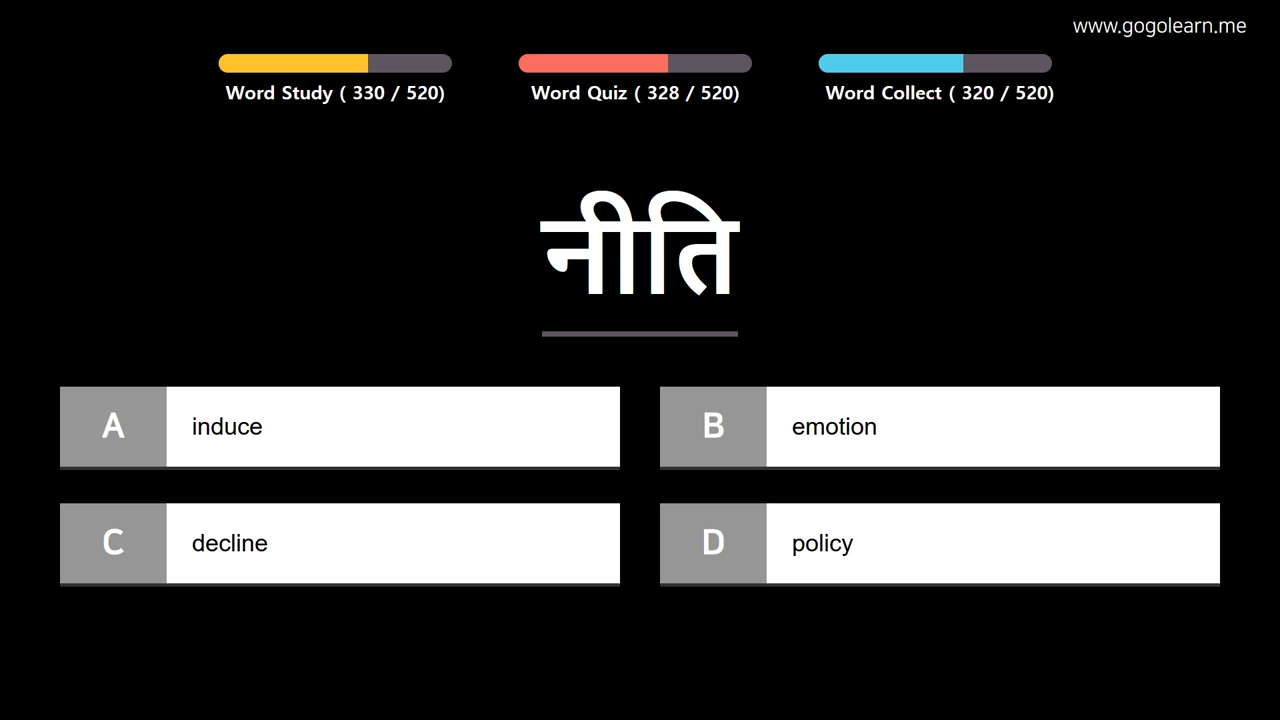 www.gogolearn.me
Word Study ( 330 / 520)
Word Quiz ( 328 / 520)
Word Collect ( 320 / 520)
नीति
A induce
B emotion
C decline
D policy